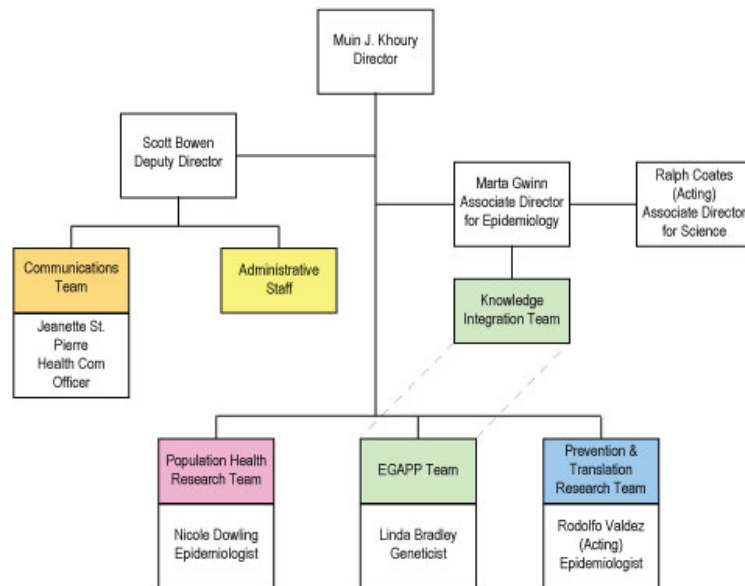 Muin J. Khoury
Director
Scott Bowen
Deputy Director
Marta Gwinn
Associate Director
for Epidemiology
Ralph Coates
(Acting)
Associate Director
for Science
Communications
Team
Jeanette St.
Pierre
Health Com
Officer
Administrative
Staff
Knowledge
Integration Team
Population Health
Research Team
Nicole Dowling
Epidemiologist
EGAPP Team
Linda Bradley
Geneticist
Prevention &
Translation
Research Team
Rodolfo Valdez
(Acting)
Epidemiologist